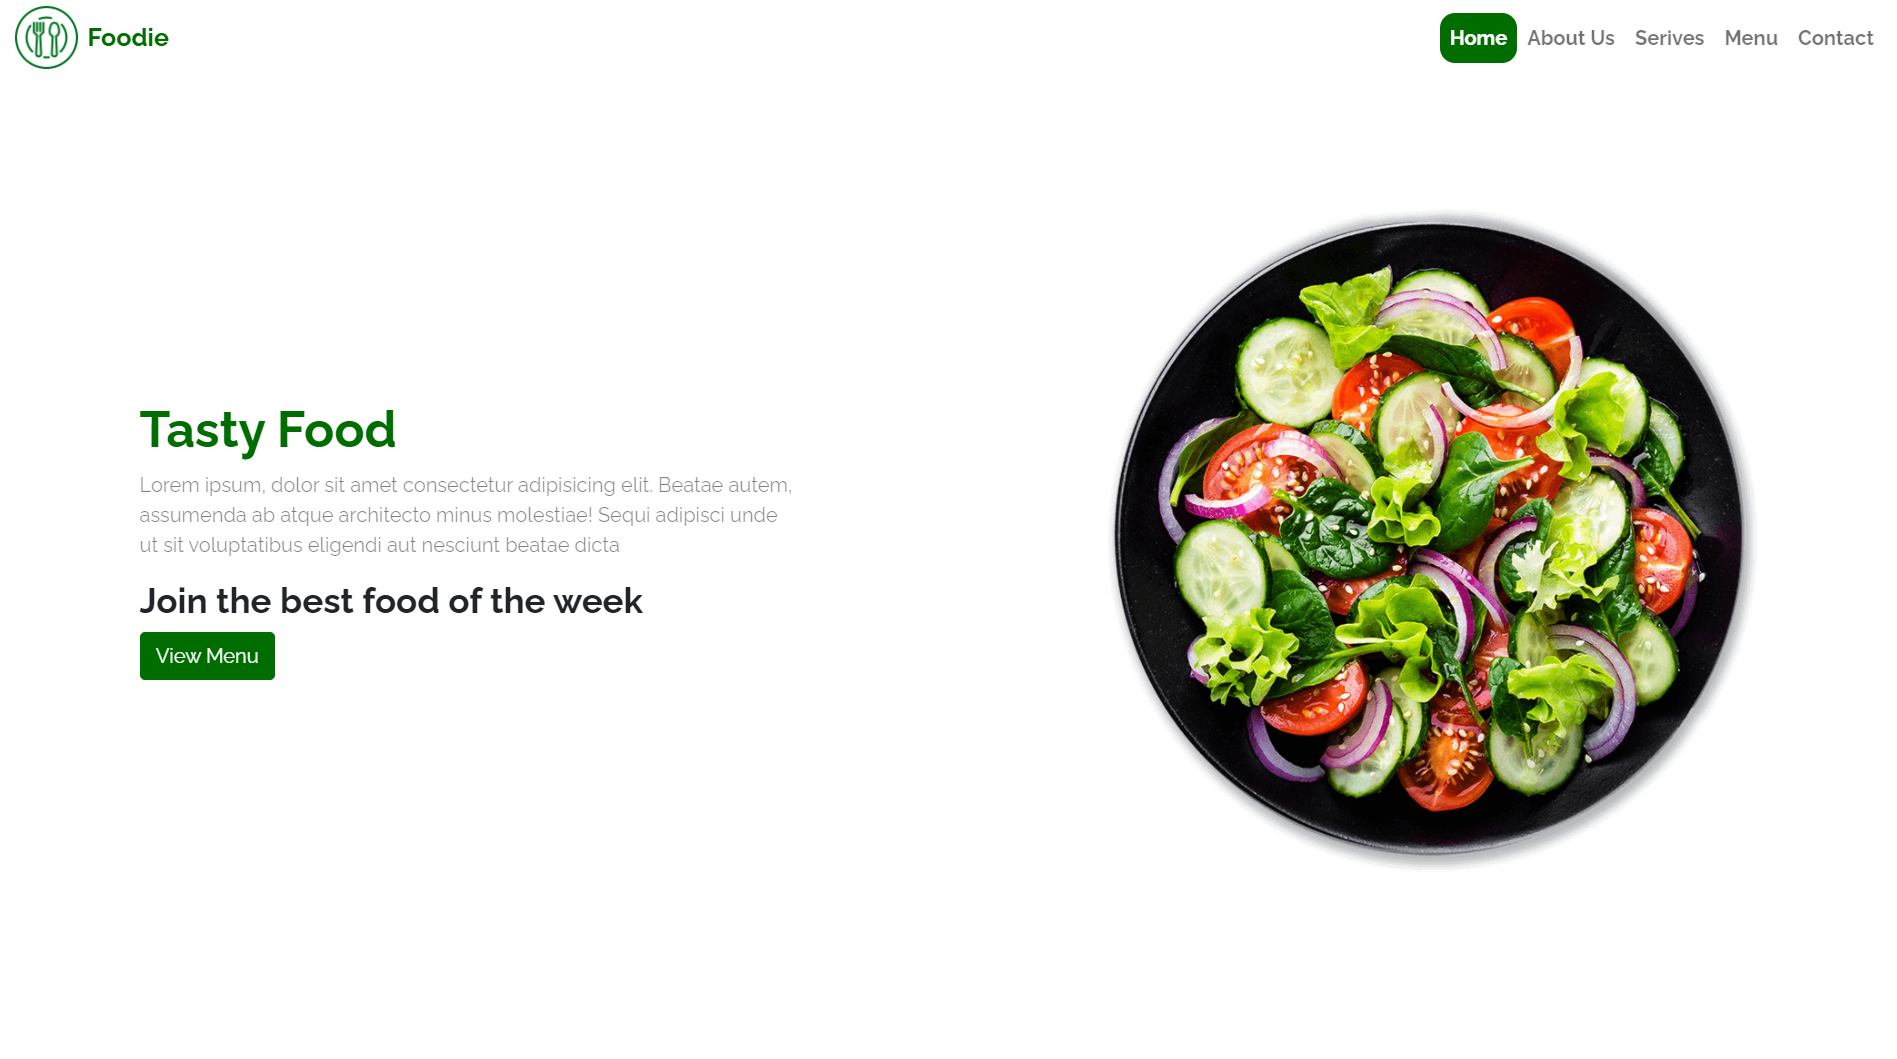 Foodie
Home About Us Serives Menu Contact
Tasty Food
Lorem ipsum, dolor sit amet consectetur adipisicing elit. Beatae autem,
assumenda ab atque architecto minus molestiae! Sequi adipisci unde
ut sit voluptatibus eligendi aut nesciunt beatae dicta
Join the best food of the week
View Menu